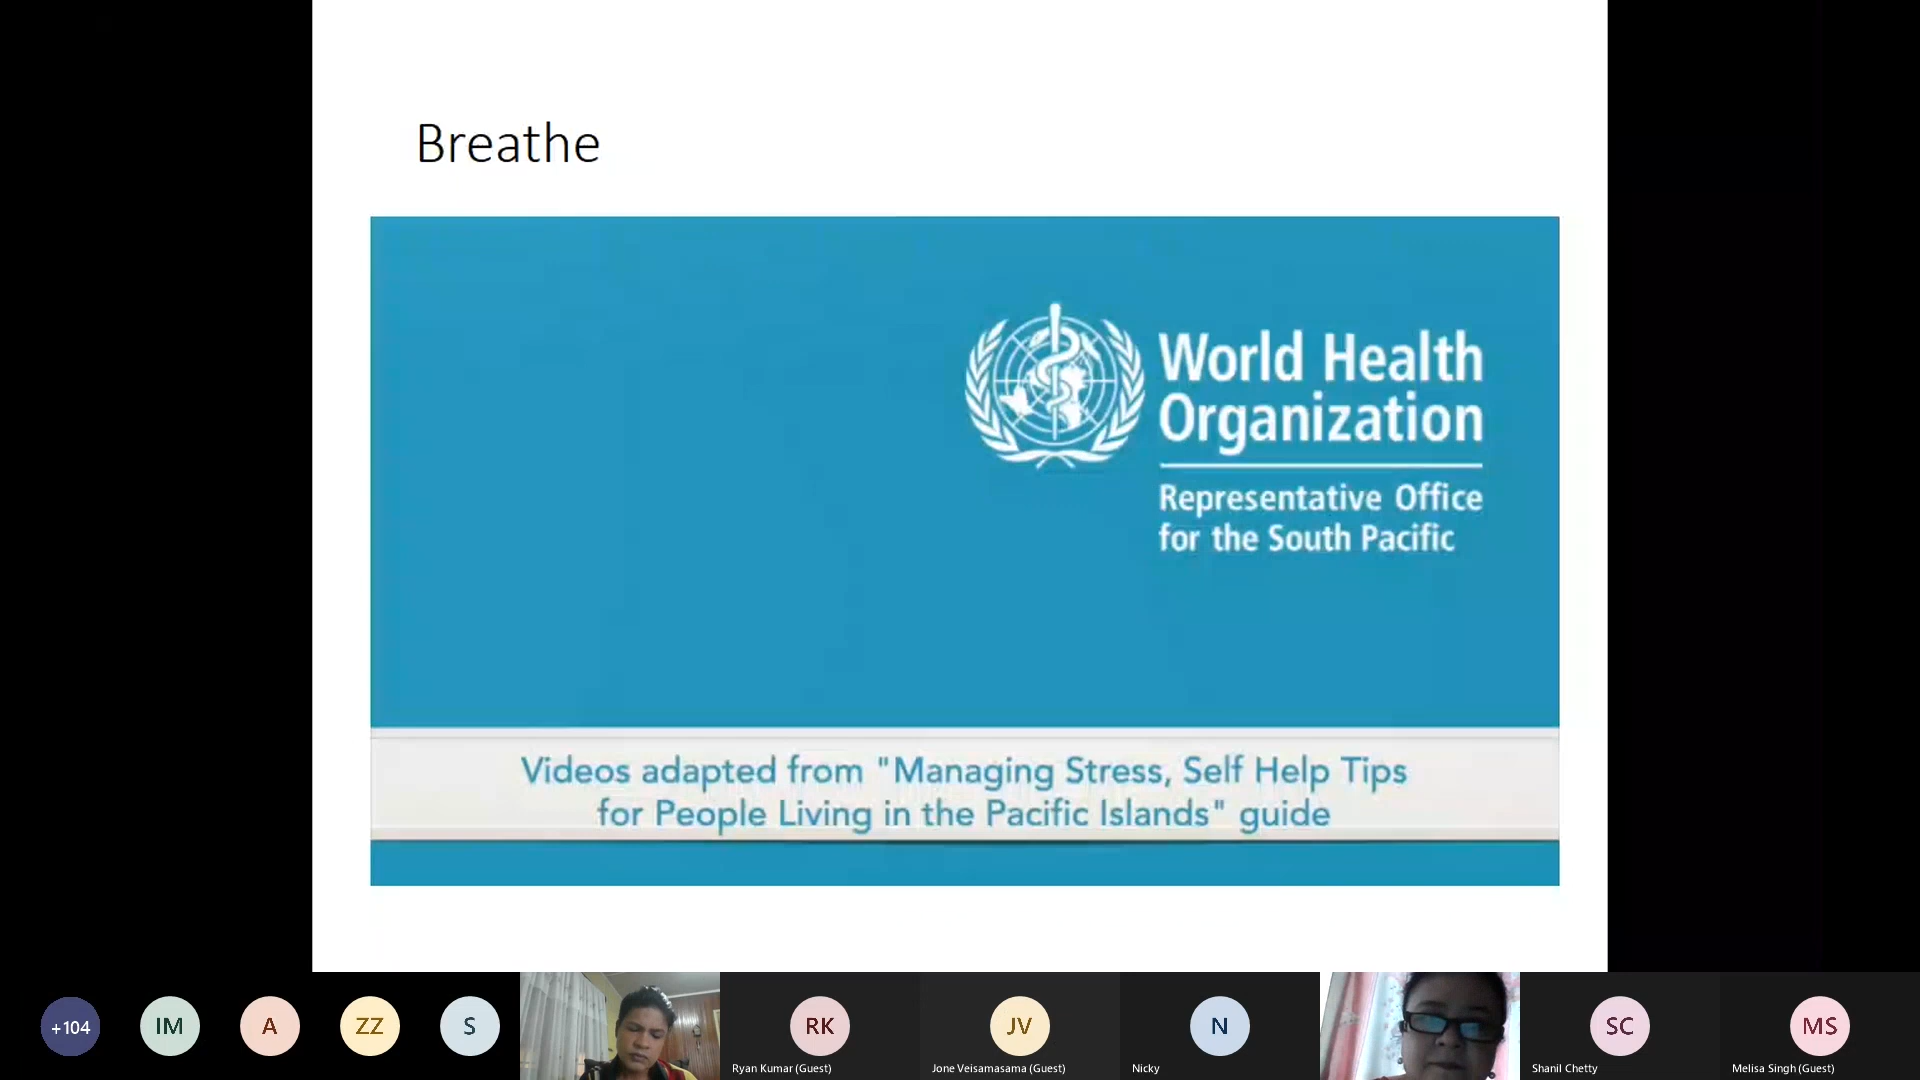 Breathe
World Health
Organization
Representative Office
for the South Pacific
Videos adapted from "Managing Stress, Self Help Tips
for People Living in the Pacific Islands" guide
+104
IM
A
ZZ
S
RK
Ryan Kumar (Guest)
JV
Jone Veisamasama (Guest)
N
Nicky
SC
Shanil Chetty
MS
Melisa Singh (Guest)